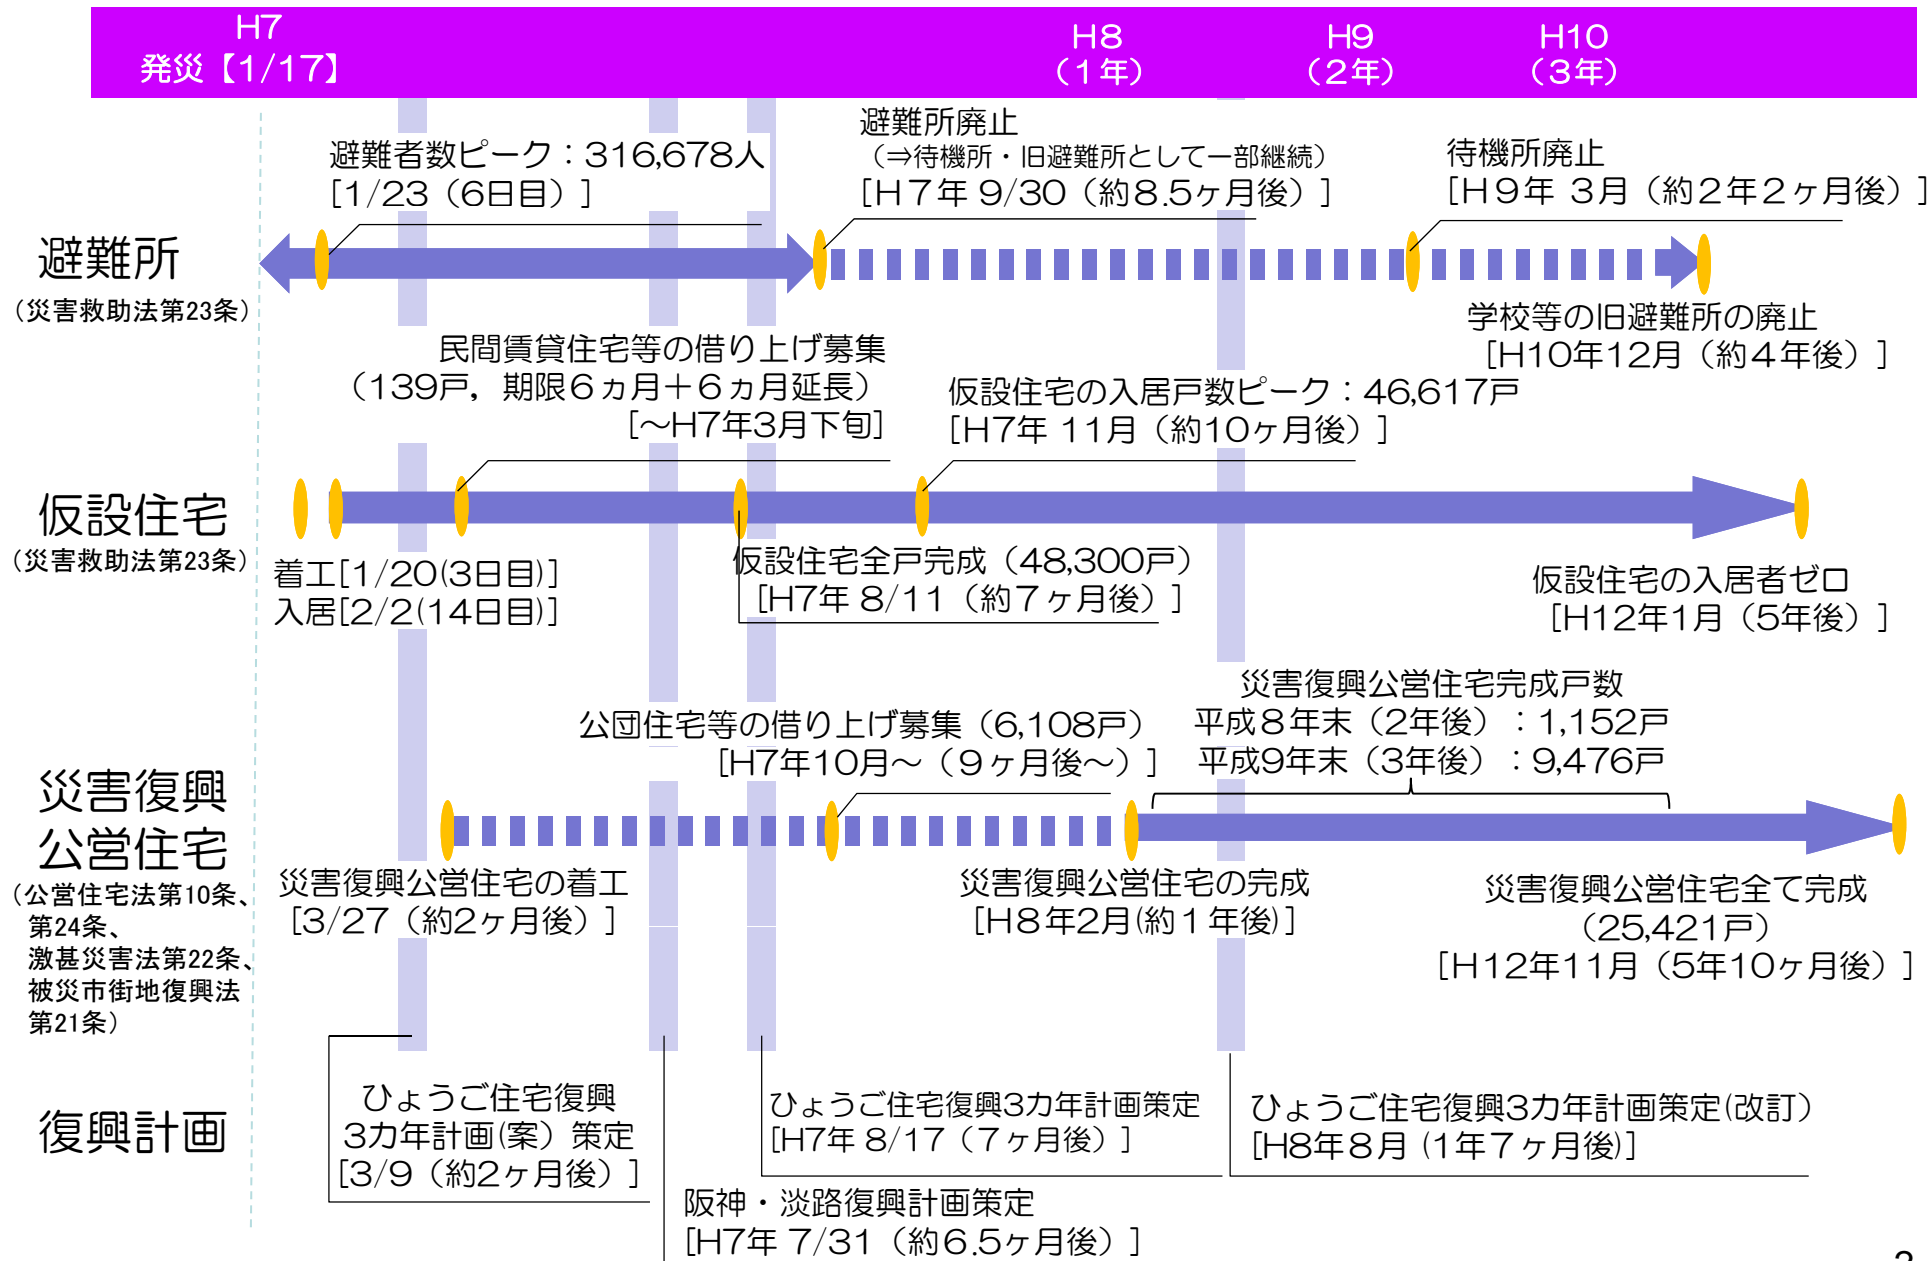 H7
発災【1/17】
H8
（1年）
H9
（2年）
H10
（3年）
避難所
（災害救助法第23条）
避難者数ピーク：316,678人
[1/23（6日目）]
避難所廃止
（⇒待機所・旧避難所として一部継続）
[H７年 9/30（約8.5ヶ月後）]
待機所廃止
[H９年 3月（約２年２ヶ月後）]
学校等の旧避難所の廃止
[H10年12月（約４年後）]
仮設住宅
（災害救助法第23条）
民間賃貸住宅等の借り上げ募集
（139戸，期限６ヵ月＋６ヵ月延長）
[～H7年3月下旬]
仮設住宅の入居戸数ピーク：46,617戸
[H7年 11月（約10ヶ月後）]
着工[1/20(3日目)]
入居[2/2(14日目)]
仮設住宅全戸完成（48,300戸）
[H7年 8/11（約７ヶ月後）]
仮設住宅の入居者ゼロ
[H12年1月（5年後）]
災害復興
公営住宅
（公営住宅法第10条、
第24条、
激甚災害法第22条、
被災市街地復興法
第21条）
公団住宅等の借り上げ募集（6,108戸）
[H7年10月～（９ヶ月後～）]
災害復興公営住宅完成戸数
平成８年末（2年後）：1,152戸
平成9年末（3年後）：9,476戸
災害復興公営住宅の着工
[3/27（約2ヶ月後）]
災害復興公営住宅の完成
[H８年2月(約１年後)]
災害復興公営住宅全て完成
（25,421戸）
[H12年11月（5年10ヶ月後）]
復興計画
ひょうご住宅復興
3カ年計画(案）策定
[3/9（約2ヶ月後）]
ひょうご住宅復興3カ年計画策定
[H7年 8/17（７ヶ月後）]
ひょうご住宅復興3カ年計画策定(改訂）
[H8年８月 (1年７ヶ月後)]
阪神・淡路復興計画策定
[H7年 7/31（約６.5ヶ月後）]